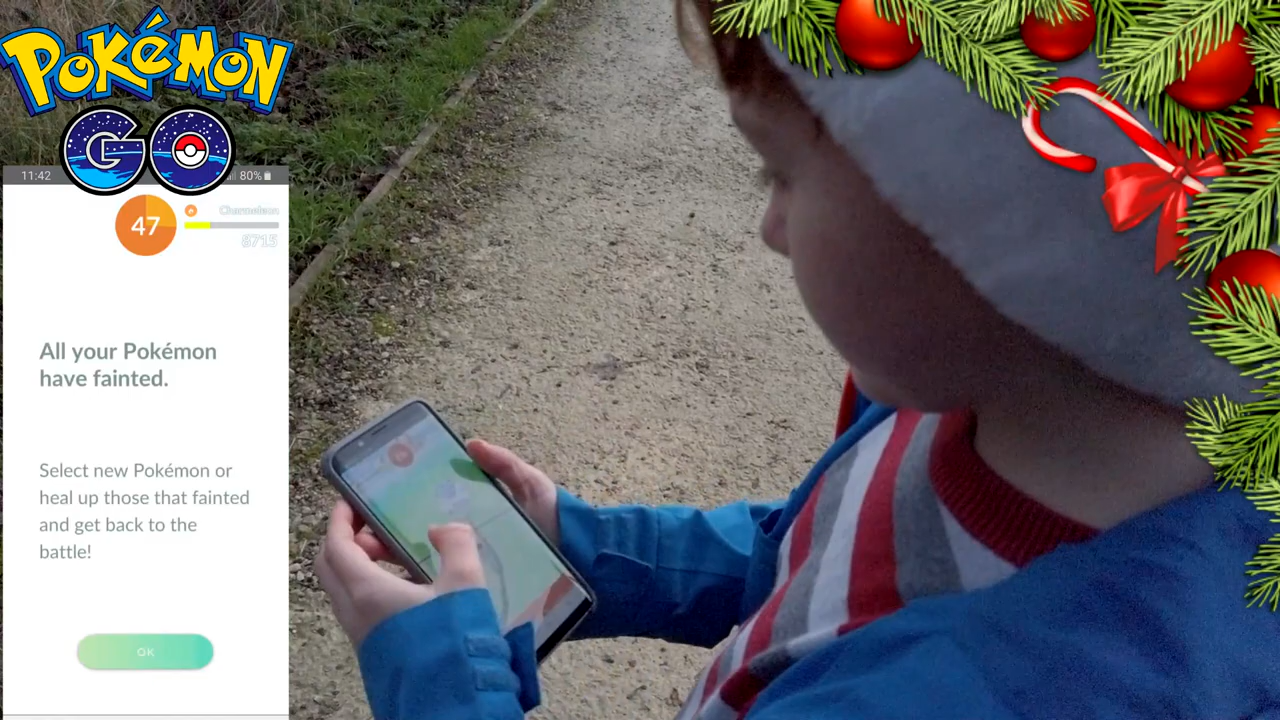 POKÉMON
GO
11:42
80%
47
Charmeleon
8715
All your Pokémon
have fainted.
Select new Pokémon or
heal up those that fainted
and get back to the
battle!
OK